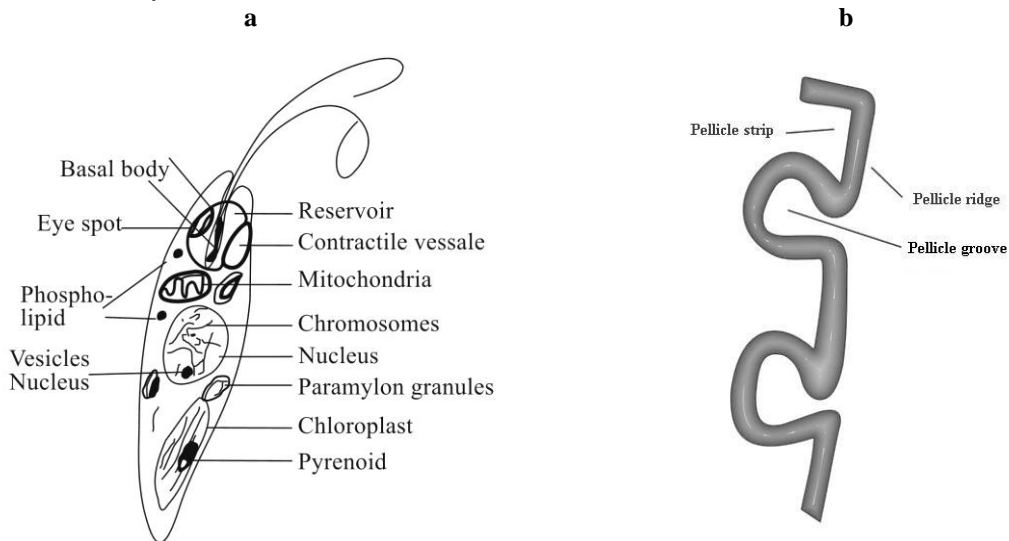 a
b
Basal body
Eye spot
Phospho-
lipid
Vesicles
Nucleus
Reservoir
Contractile vessale
Mitochondria
Chromosomes
Nucleus
Paramylon granules
Chloroplast
Pyrenoid
Pellicle strip
Pellicle ridge
Pellicle groove